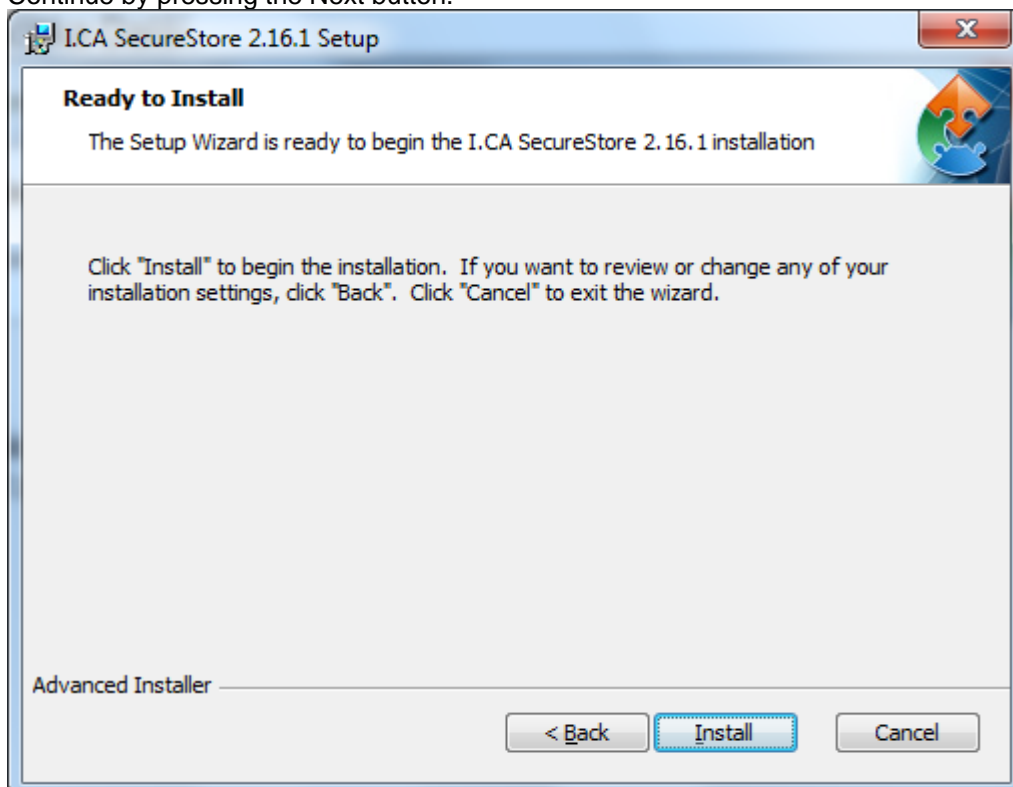 Continue by pressing the Next button.
I.CA SecureStore 2.16.1 Setup
Ready to Install
The Setup Wizard is ready to begin the I.CA SecureStore 2.16.1 installation
Click "Install" to begin the installation. If you want to review or change any of your
installation settings, click "Back". Click "Cancel" to exit the wizard.
Advanced Installer
< Back Install Cancel